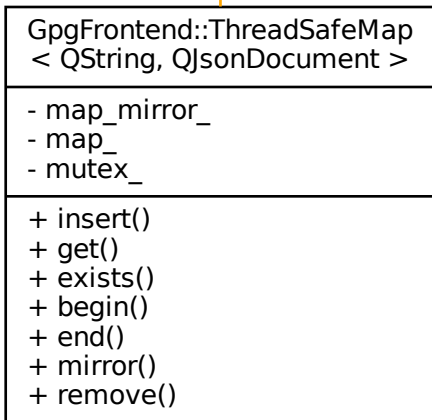 GpgFrontend::ThreadSafeMap
< QString, QJsonDocument >
- map_mirror_
- map_
- mutex_
+ insert()
+ get()
+ exists()
+ begin()
+ end()
+ mirror()
+ remove()